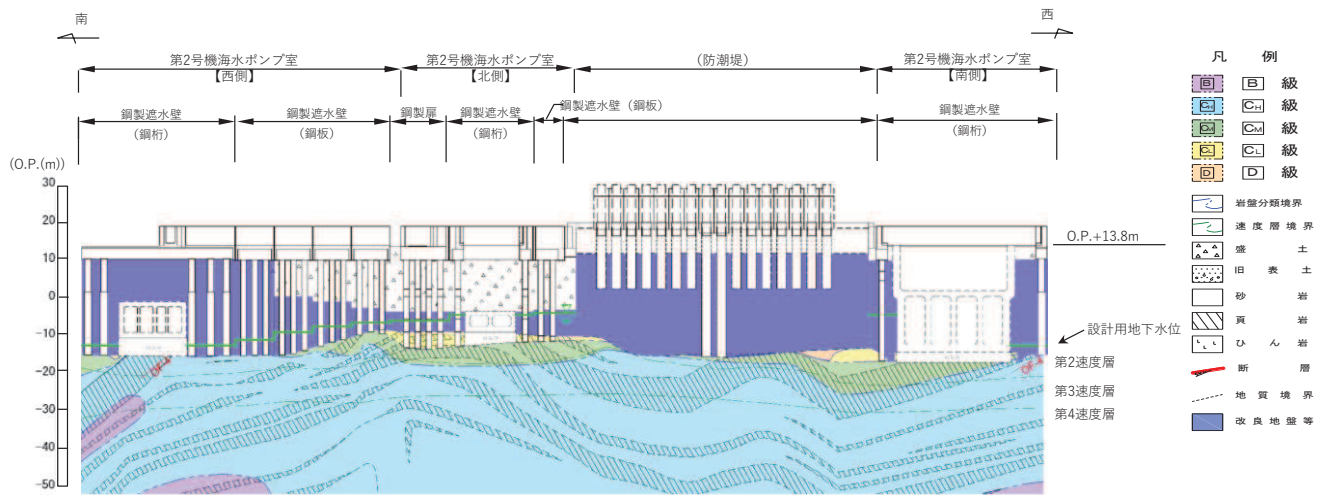 南
西
第2号機海水ポンプ室
【西側】
第2号機海水ポンプ室
【北側】
(防潮堤)
第2号機海水ポンプ室
【南側】
鋼製遮水壁
(鋼桁)
鋼製遮水壁
(鋼板)
鋼製扉
鋼製遮水壁
(鋼桁)
鋼製遮水壁(鋼板)
鋼製遮水壁
(鋼桁)
(O.P.(m))
30
20
10
0
-10
-20
-30
-40
-50
O.P.+13.8m
設計用地下水位
第2速度層
第3速度層
第4速度層
凡 例
B B 級
CH CH 級
CM CM 級
CL CL 級
D D 級
岩盤分類境界
速度層境界
盛 土
旧 表 土
砂 岩
頁 岩
ひ ん 岩
断 層
地 質 境 界
改 良 地 盤 等